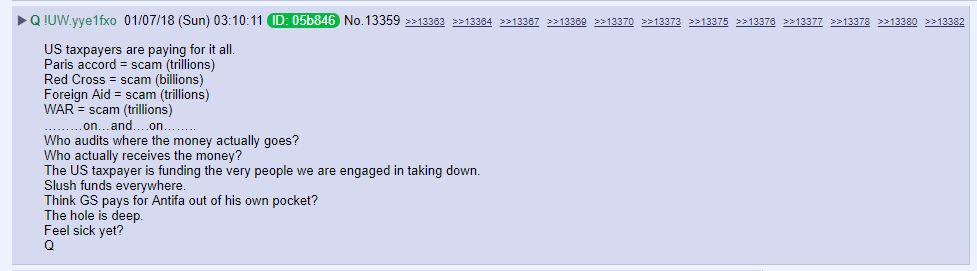 ▶ Q !UW.yye1fxo 01/07/18 (Sun) 03:10:11 ID: 05b846 No.13359 >>13363 >>13364 >>13367 >>13369 >>13370 >>13373 >>13375 >>13376 >>13377 >>13378 >>13380 >>13382
US taxpayers are paying for it all.
Paris accord = scam (trillions)
Red Cross = scam (billions)
Foreign Aid = scam (trillions)
WAR = scam (trillions)
………on…and….on……..
Who audits where the money actually goes?
Who actually receives the money?
The US taxpayer is funding the very people we are engaged in taking down.
Slush funds everywhere.
Think GS pays for Antifa out of his own pocket?
The hole is deep.
Feel sick yet?
Q